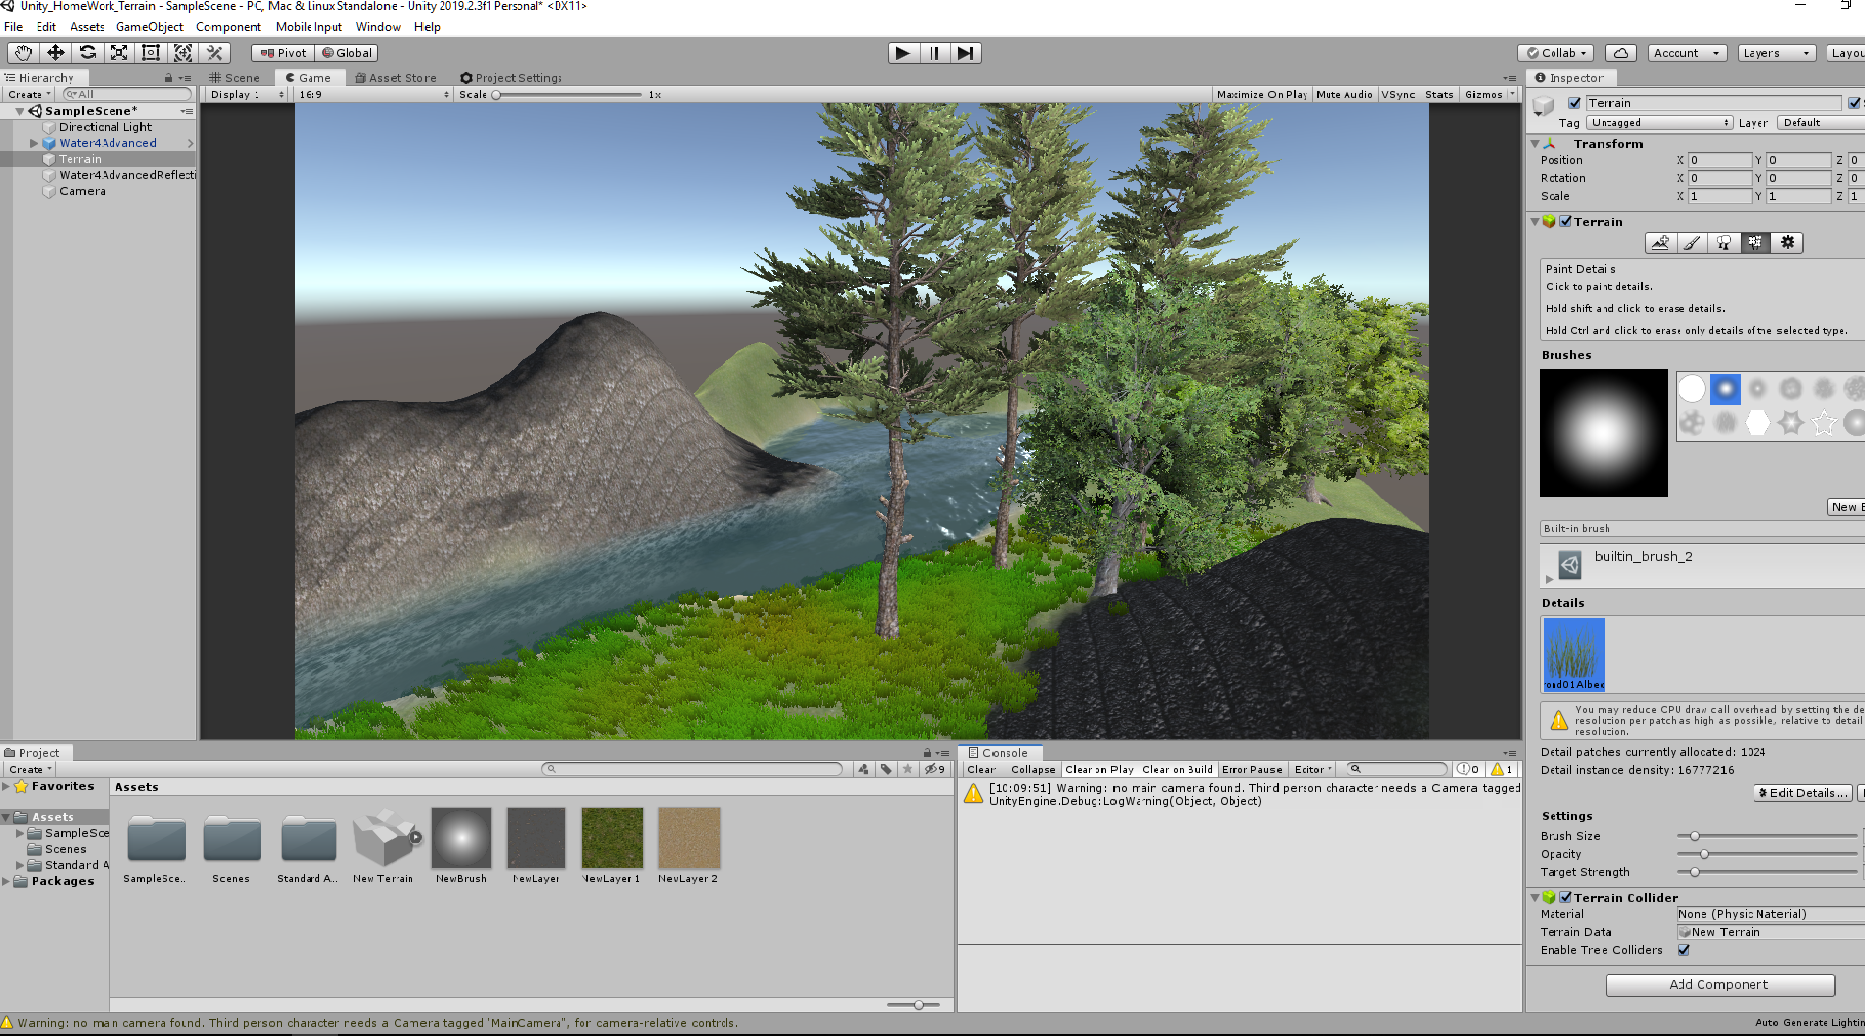 Unity_HomeWork_Terrain - SampleScene - PC, Mac & Linux Standalone - Unity 2019.2.3f1 Personal* <DX11>
File Edit Assets GameObject Component Mobile Input Window Help
Pivot Global Collab Account Layers Layou
Hierarchy
Create All
SampleScene*
Directional Light
Water4Advanced
Terrain
Water4AdvancedReflecti
Camera
Scene Game Asset Store Project Settings
Display 1 16:9 Scale 1x Maximize On Play Mute Audio VSync Stats Gizmos
Inspector
Terrain
Tag Untagged Layer Default
Transform
Position X 0 Y 0 Z 0
Rotation X 0 Y 0 Z 0
Scale X 1 Y 1 Z 1
Terrain
Paint Details
Click to paint details.
Hold shift and click to erase details.
Hold Ctrl and click to erase only details of the selected type.
Brushes
New B
Built-in brush
builtin_brush_2
Details
You may reduce CPU draw call overhead by setting the de
resolution per patch as high as possible, relative to detail
resolution.
Detail patches currently allocated: 1024
Detail instance density: 16777216
Edit Details...
Settings
Brush Size
Opacity
Target Strength
Terrain Collider
Material None (Physic Material)
Terrain Data New Terrain
Enable Tree Colliders
Add Component
Project
Create 9
Favorites
Assets
SampleSce
Scenes
Standard A
Packages
Assets
SampleSce... Scenes Standard A... New Terrain NewBrush NewLayer NewLayer 1 NewLayer 2
Console
Clear Collapse Clear on Play Clear on Build Error Pause Editor 0 1
[10:09:51] Warning: no main camera found. Third person character needs a Camera tagged
UnityEngine.Debug:LogWarning(Object, Object)
Warning: no main camera found. Third person character needs a Camera tagged "MainCamera", for camera-relative controls.
Auto Generate Lightin